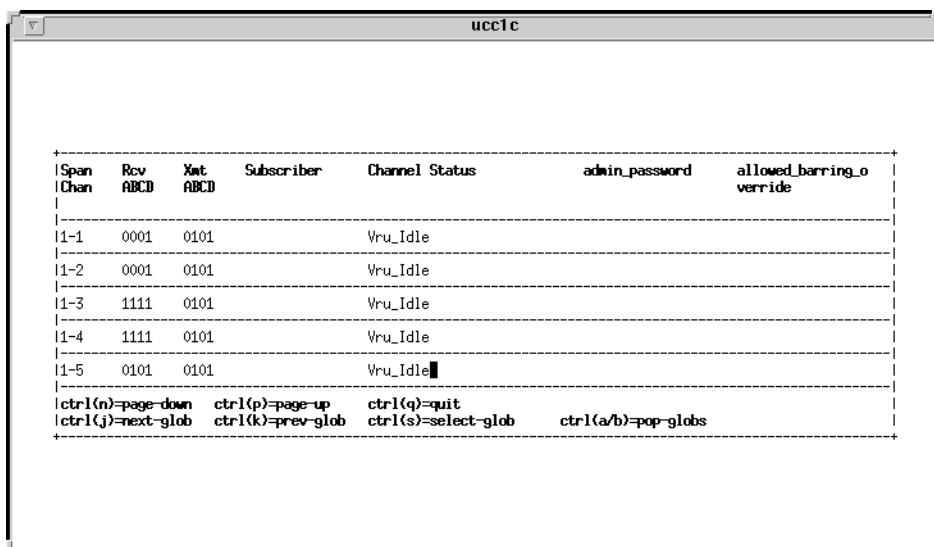 ucc1c
Span Rcv Xmt Subscriber Channel Status admin_password allowed_barring_o
Chan ABCD ABCD verride
1-1 0001 0101 Vru_Idle
1-2 0001 0101 Vru_Idle
1-3 1111 0101 Vru_Idle
1-4 1111 0101 Vru_Idle
1-5 0101 0101 Vru_Idle
ctrl(n)=page-down ctrl(p)=page-up ctrl(q)=quit
ctrl(j)=next-glob ctrl(k)=prev-glob ctrl(s)=select-glob ctrl(a/b)=pop-globs